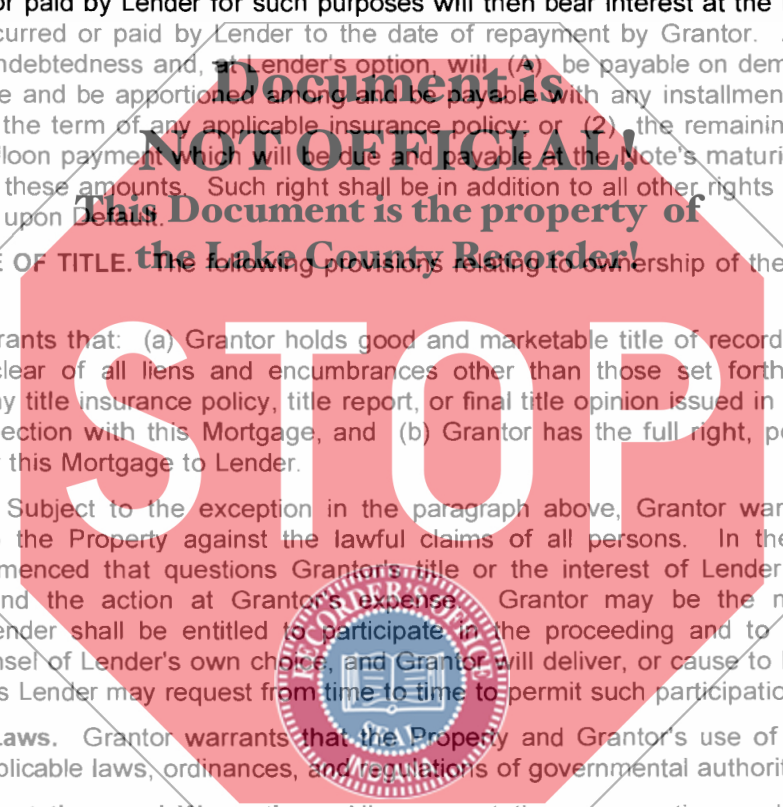 or paid by Lender for such purposes will then bear interest at the
curred or paid by Lender to the date of repayment by Grantor.
ndebtedness and, at Lender's option, will (A) be payable on dem
e and be apportioned among and be payable with any installmen
the term of any applicable insurance policy; or (2) the remainin
lloon payment which will be due and payable at the Note's maturi
these amounts. Such right shall be in addition to all other rights
upon Default.
Document is
NOT OFFICIAL!
This Document is the property of
the Lake County Recorder!
E OF TITLE. The following provisions relating to ownership of the
rants that: (a) Grantor holds good and marketable title of record
clear of all liens and encumbrances other than those set forth
ny title insurance policy, title report, or final title opinion issued in
ection with this Mortgage, and (b) Grantor has the full right, po
this Mortgage to Lender.
STOP
Subject to the exception in the paragraph above, Grantor war
the Property against the lawful claims of all persons. In the
menced that questions Grantor's title or the interest of Lender
nd the action at Grantor's expense. Grantor may be the n
ender shall be entitled to participate in the proceeding and to
nsel of Lender's own choice, and Grantor will deliver, or cause to
s Lender may request from time to time to permit such participatio
RECORDER OF OFFICE
SEAL
INDIANA
Laws. Grantor warrants that the Property and Grantor's use of
plicable laws, ordinances, and regulations of governmental authorit